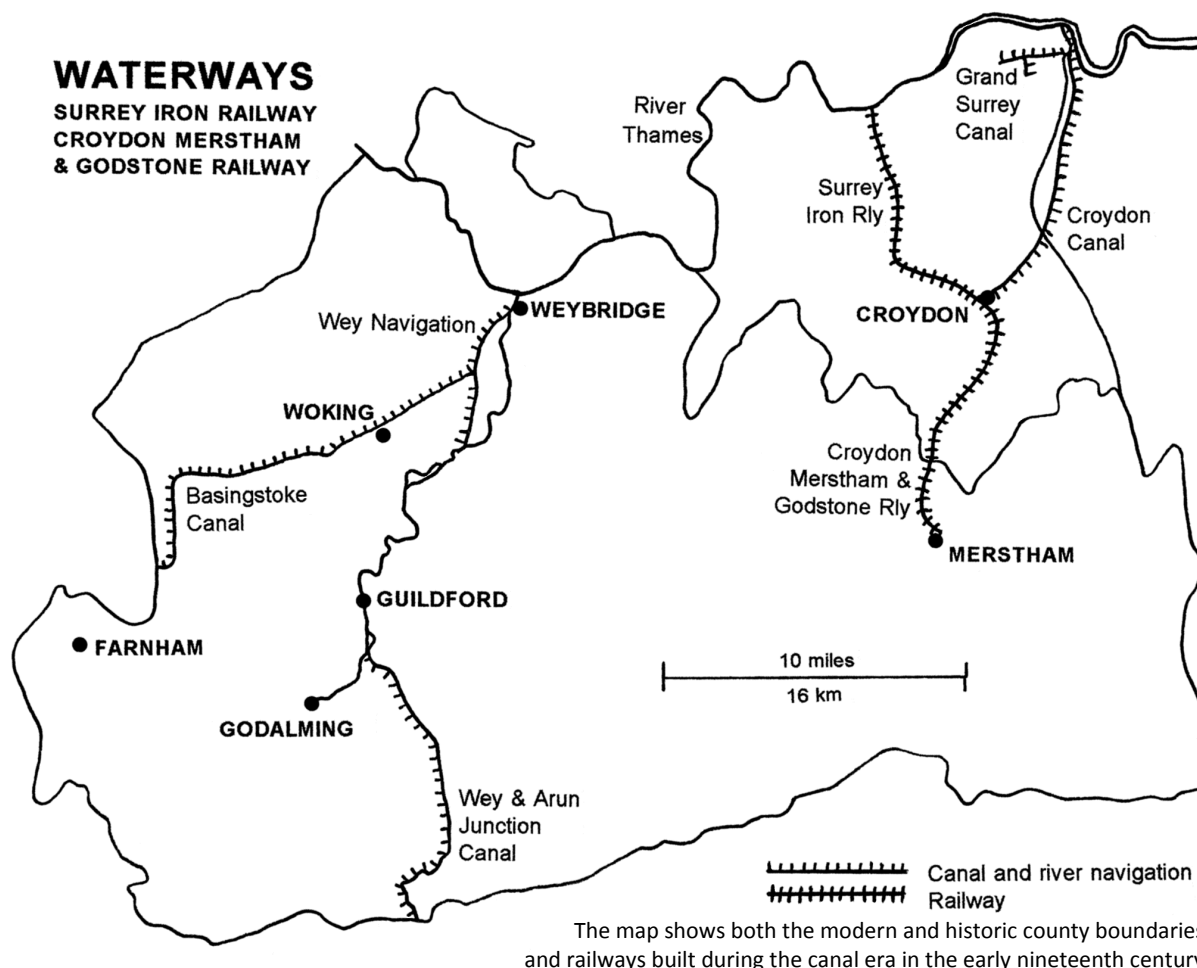 WATERWAYS
SURREY IRON RAILWAY
CROYDON MERSTHAM
& GODSTONE RAILWAY
River
Thames
Grand
Surrey
Canal
Surrey
Iron Rly
Croydon
Canal
CROYDON
Wey Navigation
WEYBRIDGE
WOKING
Basingstoke
Canal
Croydon
Merstham &
Godstone Rly
MERSTHAM
GUILDFORD
FARNHAM
10 miles
16 km
GODALMING
Wey & Arun
Junction
Canal
Canal and river navigation
Railway
The map shows both the modern and historic county boundaries
and railways built during the canal era in the early nineteenth century